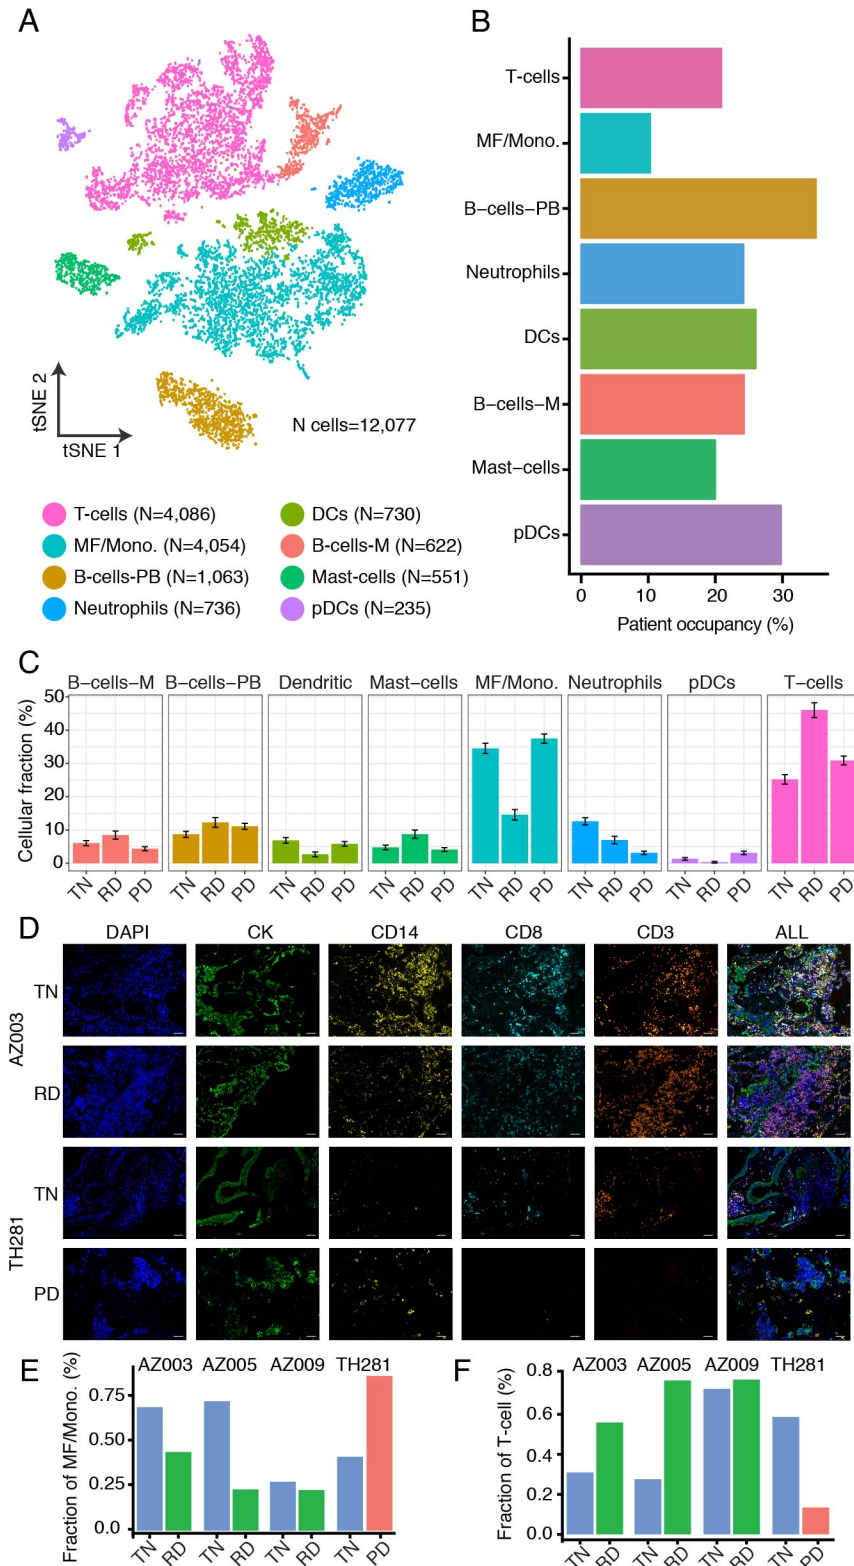 A
tSNE 2
tSNE 1
N cells=12,077
T-cells (N=4,086)
MF/Mono. (N=4,054)
B-cells-PB (N=1,063)
Neutrophils (N=736)
DCs (N=730)
B-cells-M (N=622)
Mast-cells (N=551)
pDCs (N=235)
B
T-cells
MF/Mono.
B-cells-PB
Neutrophils
DCs
B-cells-M
Mast-cells
pDCs
0 10 20 30
Patient occupancy (%)
C
B-cells-M B-cells-PB Dendritic Mast-cells MF/Mono. Neutrophils pDCs T-cells
Cellular fraction (%)
50
40
30
20
10
0
TN RD PD TN RD PD TN RD PD TN RD PD TN RD PD TN RD PD TN RD PD TN RD PD
D
DAPI CK CD14 CD8 CD3 ALL
AZ003
TN
RD
TH281
TN
PD
E
AZ003 AZ005 AZ009 TH281
Fraction of MF/Mono. (%)
0.75
0.50
0.25
0.0
TN RD TN RD TN RD TN PD
F
AZ003 AZ005 AZ009 TH281
Fraction of T-cell (%)
0.8
0.6
0.4
0.2
0.0
TN RD TN RD TN RD TN PD